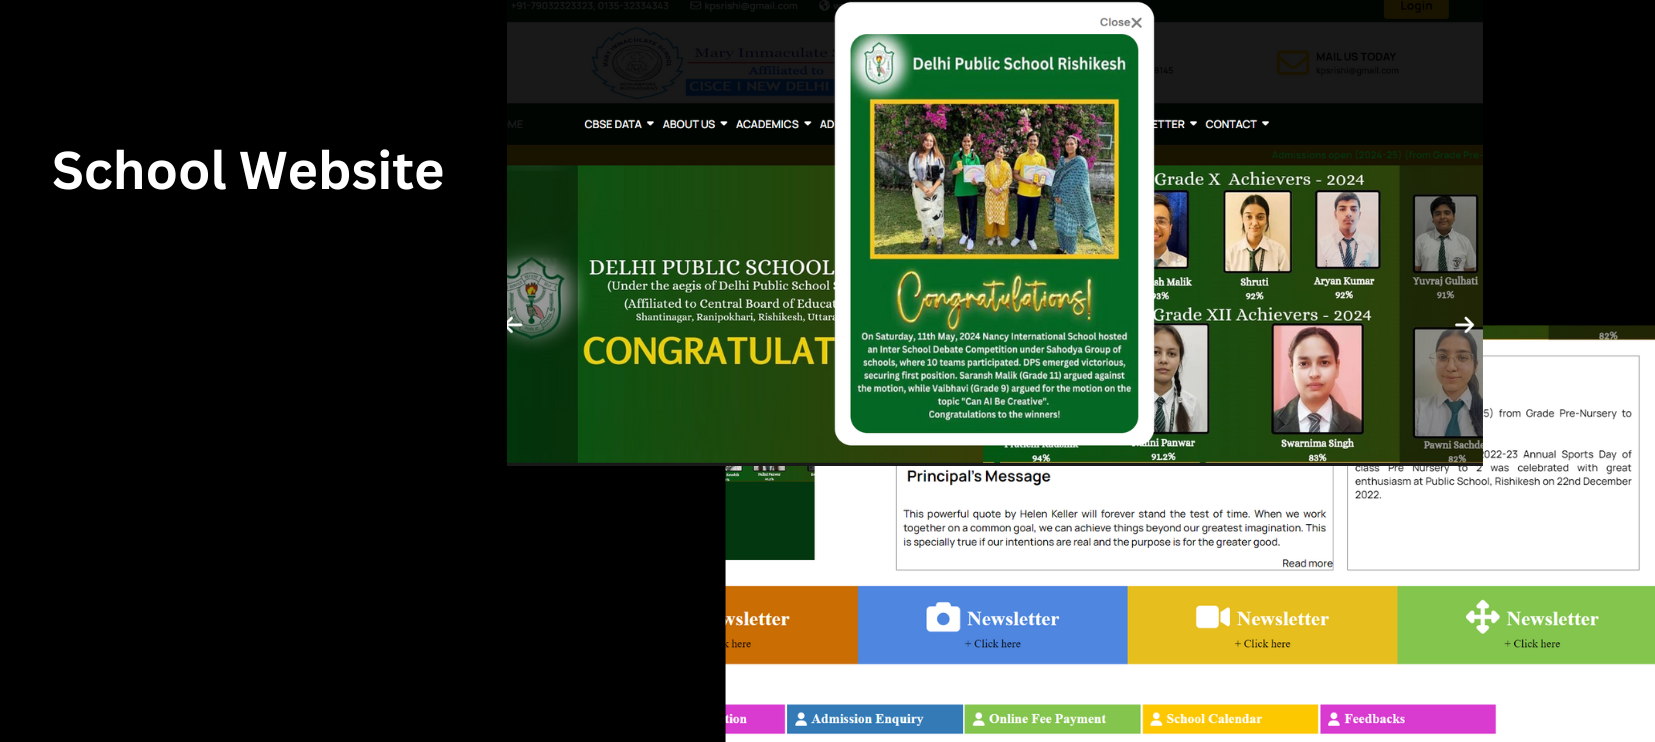 School Website
+91-79032323323, 0135-32334343
kpsrishi@gmail.com
Login
Close
Mary Immaculate
Affiliated to
CISCE I NEW DELHI
MAIL US TODAY
kpsrishi@gmail.com
Delhi Public School Rishikesh
CBSE DATA
ABOUT US
ACADEMICS
AD
ETTER
CONTACT
Admissions open (2024-25) (from Grade Pre-
DELHI PUBLIC SCHOOL
(Under the aegis of Delhi Public School S
(Affiliated to Central Board of Educat
Shantinagar, Ranipokhari, Rishikesh, Uttara
CONGRATULAT
Congratulations!
On Saturday, 11th May, 2024 Nancy International School hosted
an Inter School Debate Competition under Sahodya Group of
schools, where 10 teams participated. DPS emerged victorious,
securing first position. Saransh Malik (Grade 11) argued against
the motion, while Vaibhavi (Grade 9) argued for the motion on the
topic "Can AI Be Creative".
Congratulations to the winners!
Grade X Achievers - 2024
sh Malik
93%
Shruti
92%
Aryan Kumar
92%
Yuvraj Gulhati
91%
Grade XII Achievers - 2024
94%
Panwar
91.2%
Swarnima Singh
83%
Pawni Sachde
82%
82%
5) from Grade Pre-Nursery to
022-23 Annual Sports Day of
class Pre Nursery to 2 was celebrated with great
enthusiasm at Public School, Rishikesh on 22nd December
2022.
Principal's Message
This powerful quote by Helen Keller will forever stand the test of time. When we work
together on a common goal, we can achieve things beyond our greatest imagination. This
is specially true if our intentions are real and the purpose is for the greater good.
Read more
wsletter
k here
Newsletter
+ Click here
Newsletter
+ Click here
Newsletter
+ Click here
tion
Admission Enquiry
Online Fee Payment
School Calendar
Feedbacks